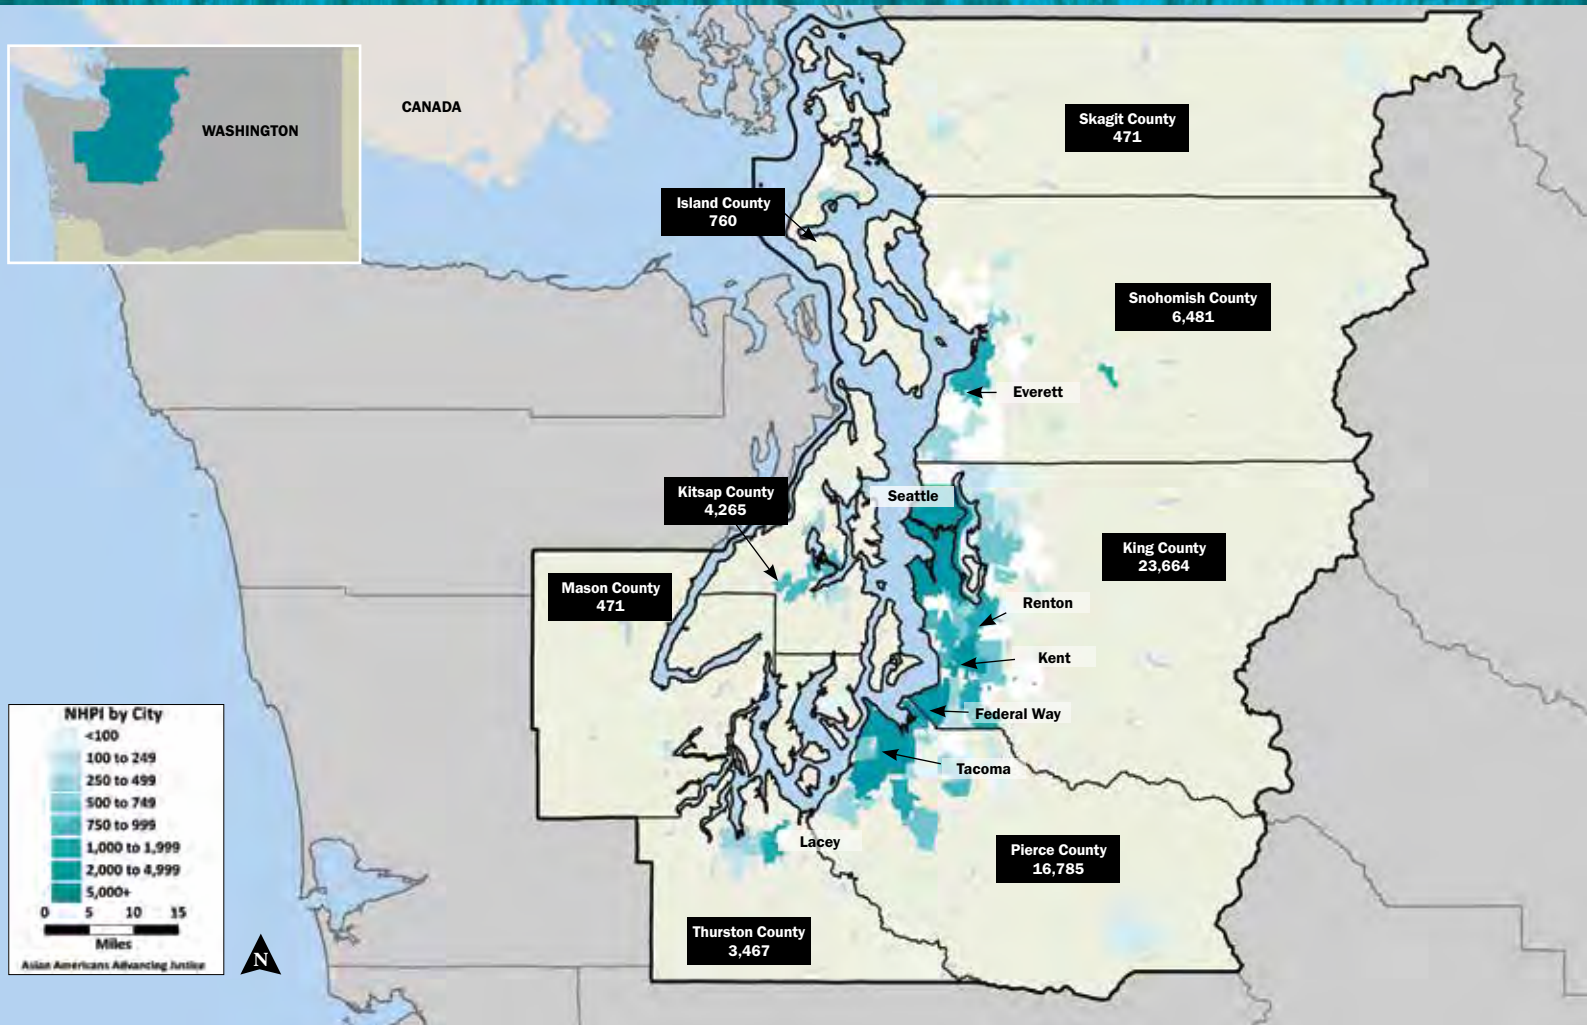 CANADA
WASHINGTON
Skagit County
471
Island County
760
Snohomish County
6,481
Everett
Kitsap County
4,265
Seattle
King County
23,664
Mason County
471
Renton
Kent
Federal Way
Tacoma
Lacey
Pierce County
16,785
Thurston County
3,467
NHPI by City
<100
100 to 249
250 to 499
500 to 749
750 to 999
1,000 to 1,999
2,000 to 4,999
5,000+
0 5 10 15
Miles
Asian Americans Advancing Justice
N